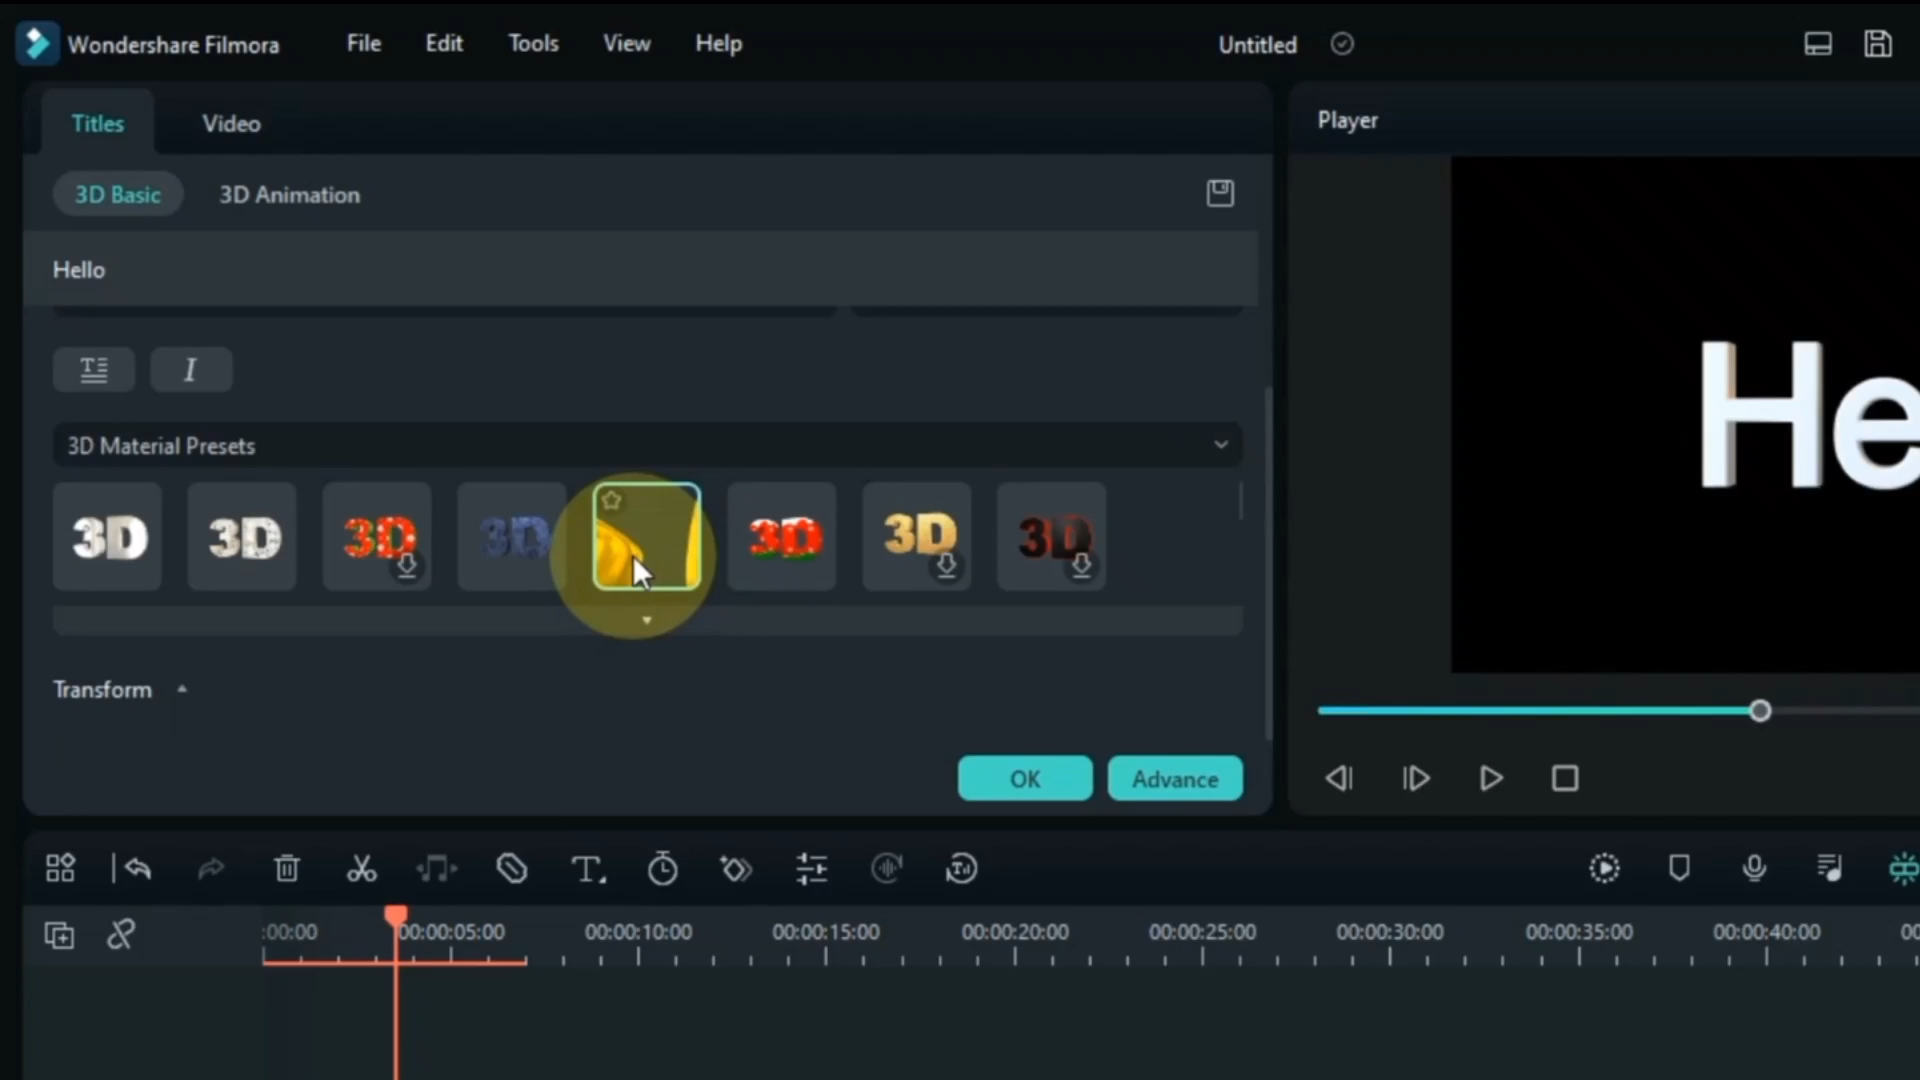 Wondershare Filmora File Edit Tools View Help Untitled
Titles Video
Player
3D Basic 3D Animation
Hello
He
3D Material Presets
3D 3D 3D 3D 3D 3D 3D
Transform
OK Advance
:00:00 00:00:05:00 00:00:10:00 00:00:15:00 00:00:20:00 00:00:25:00 00:00:30:00 00:00:35:00 00:00:40:00 00